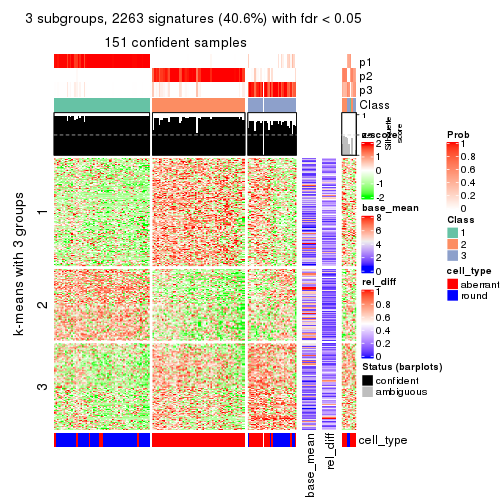 3 subgroups, 2263 signatures (40.6%) with fdr < 0.05
151 confident samples
p1
p2
p3
Class
1
Silhouette
score
k-means with 3 groups
1
2
3
z-score
2
1
0
-1
-2
base_mean
8
6
4
2
0
rel_diff
1
0.8
0.6
0.4
0.2
0
Status (barplots)
confident
ambiguous
Prob
1
0.8
0.6
0.4
0.2
0
Class
1
2
3
cell_type
aberrant
round
cell_type
base_mean
rel_diff